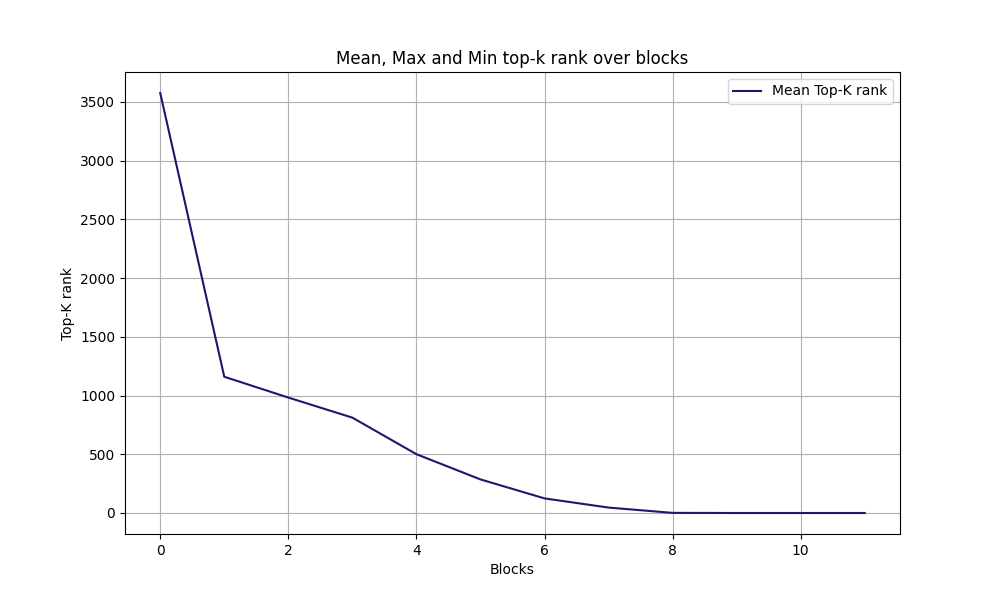 Mean, Max and Min top-k rank over blocks
Mean Top-K rank
3500
3000
2500
2000
1500
1000
500
0
Top-K rank
0 2 4 6 8 10
Blocks